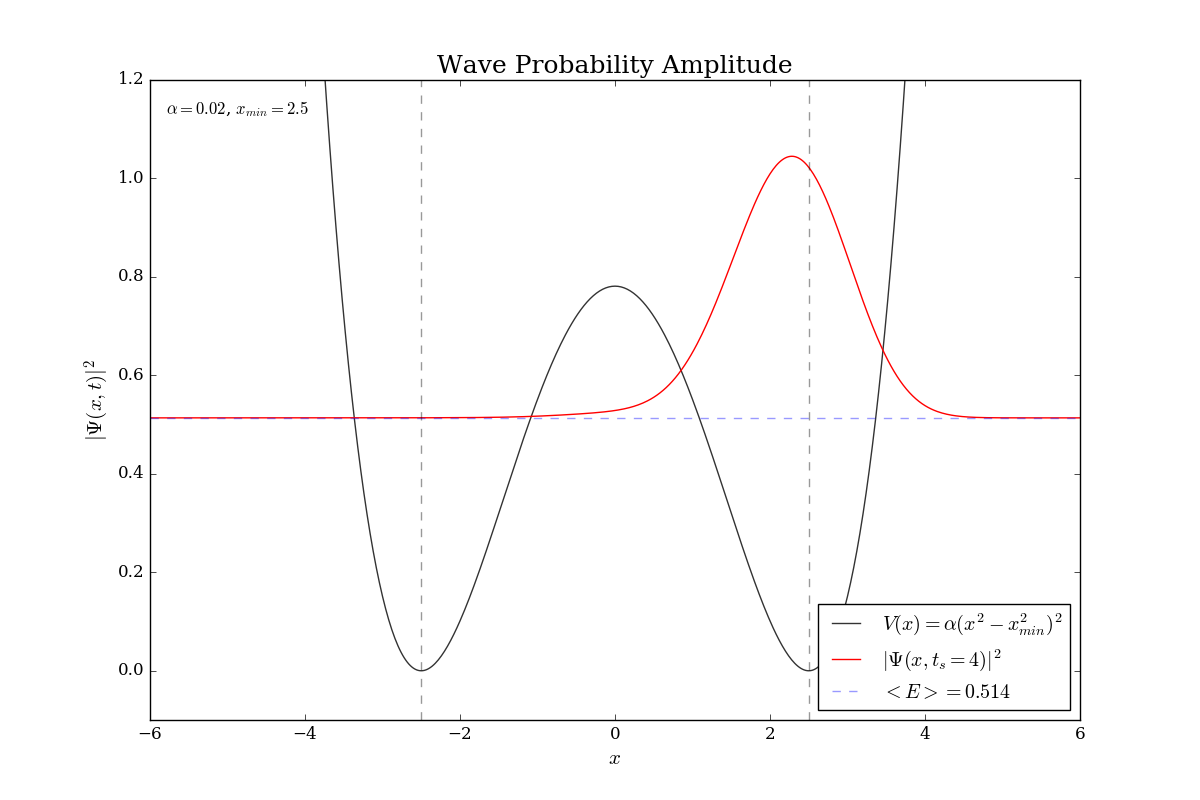 Wave Probability Amplitude
α = 0.02, x_min = 2.5
1.2
1.0
0.8
0.6
0.4
0.2
0.0
|Ψ(x, t)|²
−6
−4
−2
0
2
4
6
x
V(x) = α(x² − x²_min)²
|Ψ(x, t_s = 4)|²
<E> = 0.514